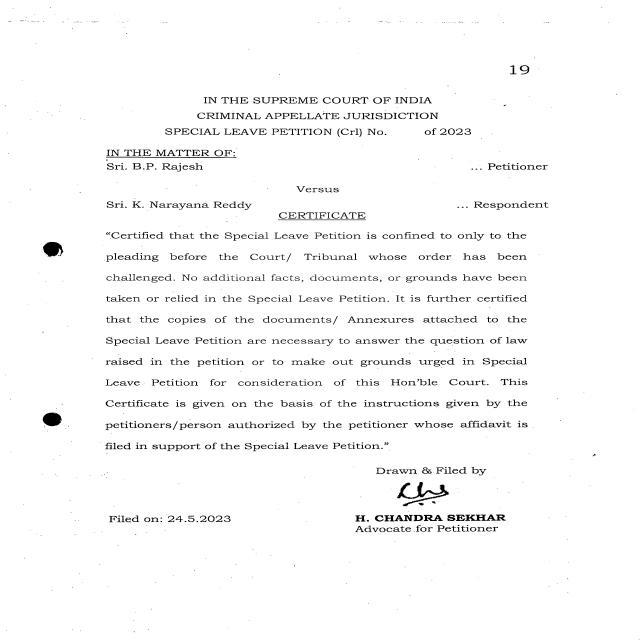 19
IN THE SUPREME COURT OF INDIA
CRIMINAL APPELLATE JURISDICTION
SPECIAL LEAVE PETITION (Crl) No. of 2023
IN THE MATTER OF:
Sri. B.P. Rajesh ... Petitioner
Versus
Sri. K. Narayana Reddy ... Respondent
CERTIFICATE
“Certified that the Special Leave Petition is confined to only to the
pleading before the Court/ Tribunal whose order has been
challenged. No additional facts, documents, or grounds have been
taken or relied in the Special Leave Petition. It is further certified
that the copies of the documents/ Annexures attached to the
Special Leave Petition are necessary to answer the question of law
raised in the petition or to make out grounds urged in Special
Leave Petition for consideration of this Hon’ble Court. This
Certificate is given on the basis of the instructions given by the
petitioners/person authorized by the petitioner whose affidavit is
filed in support of the Special Leave Petition.”
Drawn & Filed by
Filed on: 24.5.2023
H. CHANDRA SEKHAR
Advocate for Petitioner